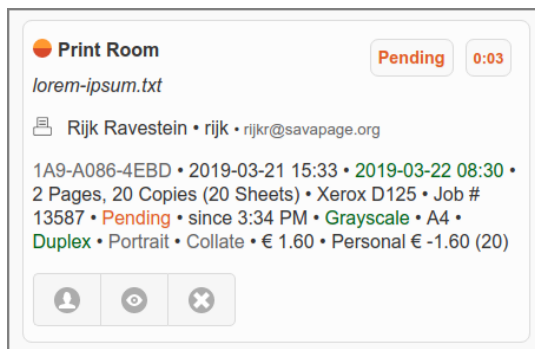 Print Room
Pending
0:03
lorem-ipsum.txt
Rijk Ravestein • rijk • rijkr@savapage.org
1A9-A086-4EBD • 2019-03-21 15:33 • 2019-03-22 08:30 •
2 Pages, 20 Copies (20 Sheets) • Xerox D125 • Job #
13587 • Pending • since 3:34 PM • Grayscale • A4 •
Duplex • Portrait • Collate • € 1.60 • Personal € -1.60 (20)